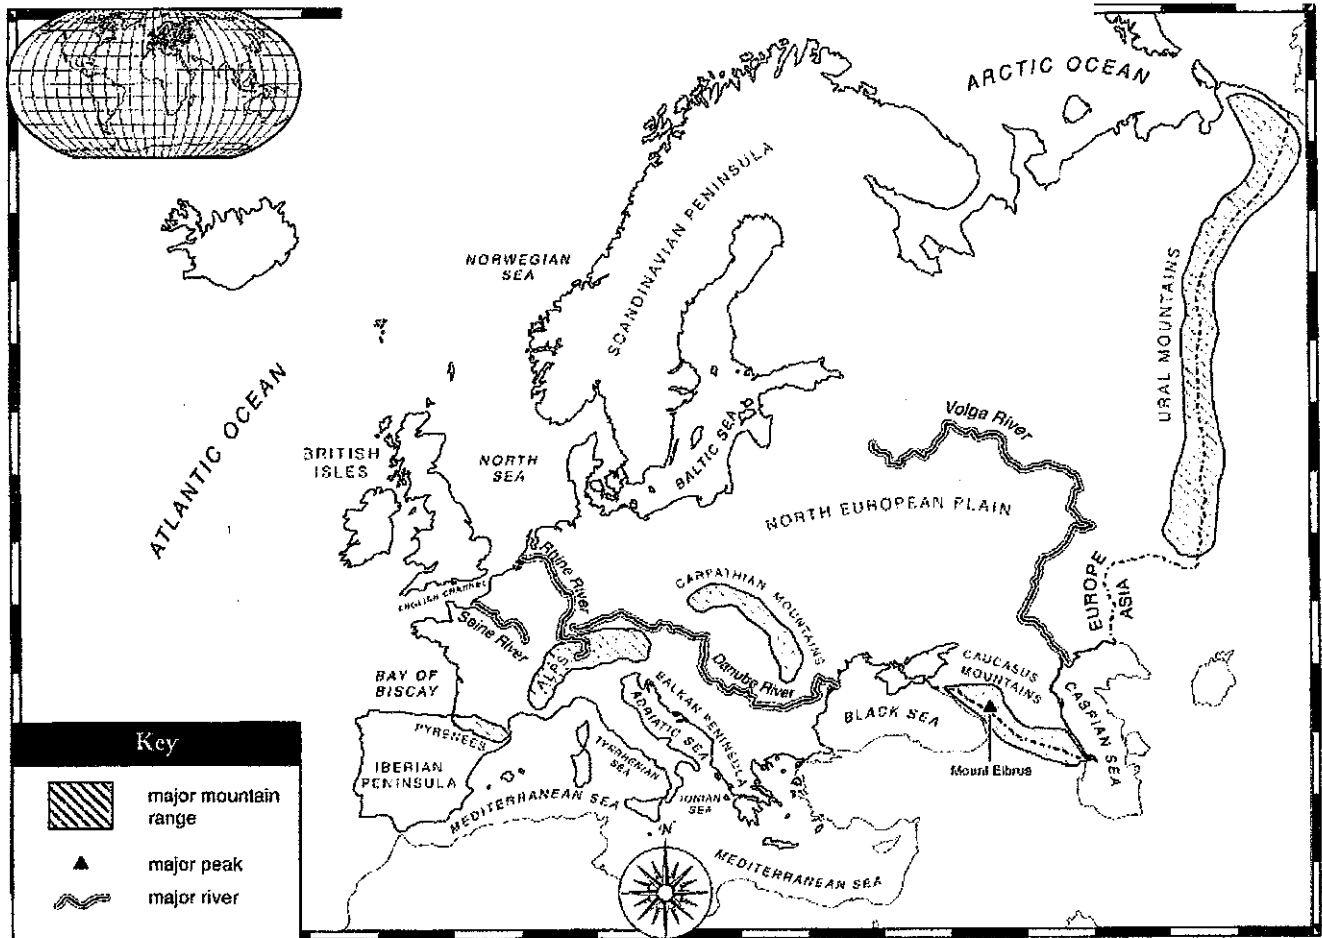 ARCTIC OCEAN
SCANDINAVIAN PENINSULA
NORWEGIAN
SEA
URAL MOUNTAINS
ATLANTIC OCEAN
BRITISH
ISLES
NORTH
SEA
BALTIC SEA
Volga River
NORTH EUROPEAN PLAIN
Rhine River
CARPATHIAN MOUNTAINS
EUROPE
ASIA
ENGLISH CHANNEL
Seine River
ALPS
Danube River
CAUCASUS
MOUNTAINS
BAY OF
BISCAY
BALKAN PENINSULA
ADRIATIC SEA
BLACK SEA
CASPIAN SEA
PYRENEES
TYRRHENIAN
SEA
Mount Elbrus
IBERIAN
PENINSULA
MEDITERRANEAN SEA
IONIAN
SEA
N
MEDITERRANEAN SEA
Key
major mountain
range
major peak
major river